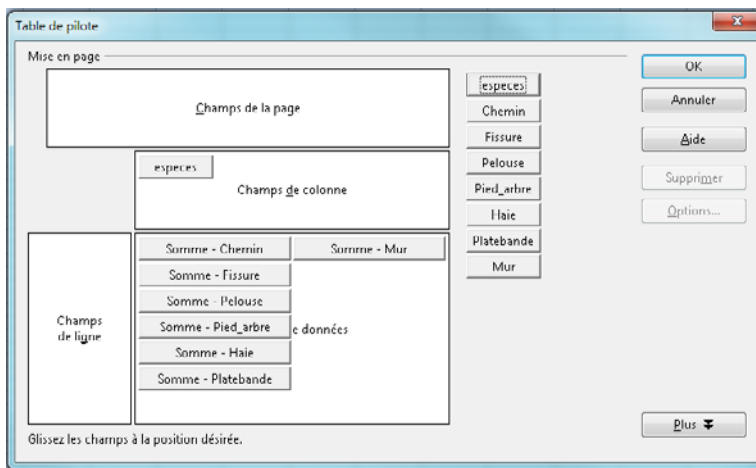 Table de pilote
Mise en page
Champs de la page
especes
Champs de colonne
Champs de ligne
Somme - Chemin
Somme - Mur
Somme - Fissure
Somme - Pelouse
Somme - Pied_arbre
e données
Somme - Haie
Somme - Platebande
especes
Chemin
Fissure
Pelouse
Pied_arbre
Haie
Platebande
Mur
OK
Annuler
Aide
Supprimer
Options...
Plus
Glissez les champs à la position désirée.